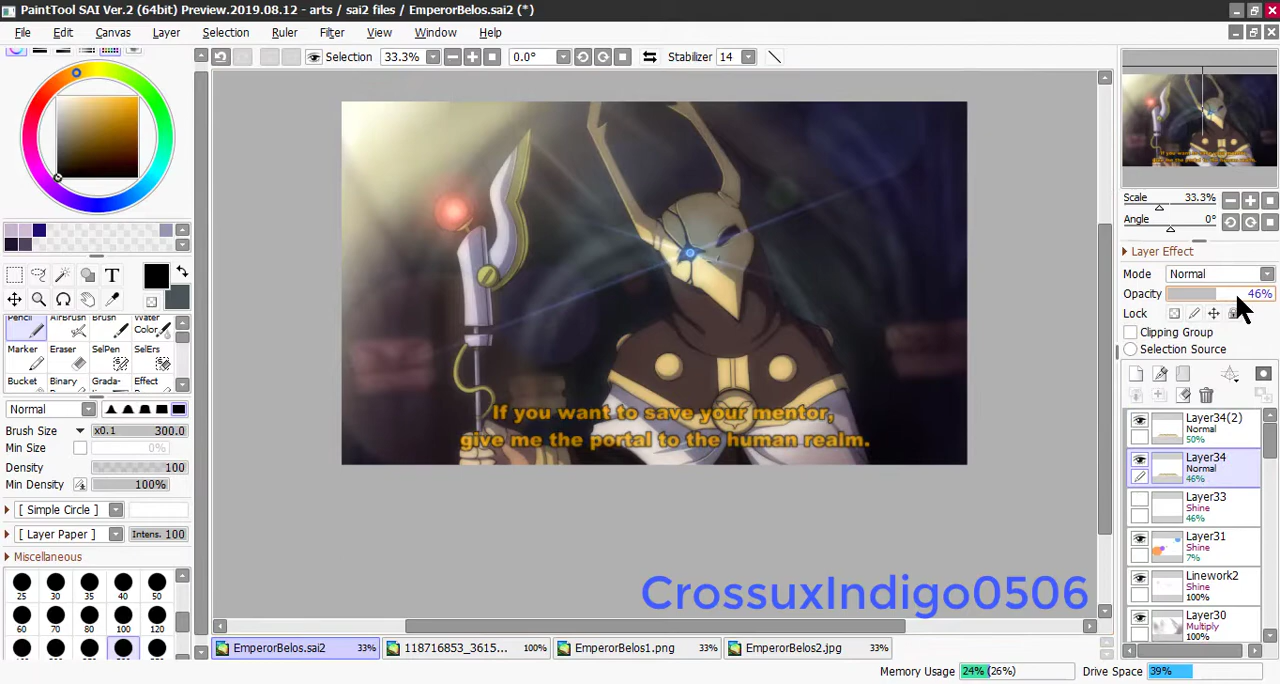 PaintTool SAI Ver.2 (64bit) Preview.2019.08.12 - arts / sai2 files / EmperorBelos.sai2 (*)
File Edit Canvas Layer Selection Ruler Filter View Window Help
Selection 33.3% 0.0° Stabilizer 14
Scale 33.3%
Angle 0°
Layer Effect
Mode Normal
Opacity 46%
Lock
Clipping Group
Selection Source
T
Pencil AirBrush Brush Water Color
Marker Eraser SelPen SelErs
Bucket Binary Grada- Effect
Normal
Brush Size x0.1 300.0
Min Size 0%
Density 100
Min Density 100%
[ Simple Circle ]
[ Layer Paper ] Intens. 100
Miscellaneous
25 30 35 40 50
60 70 80 100 120
If you want to save your mentor,
give me the portal to the human realm.
Layer34(2)
Normal
50%
Layer34
Normal
46%
Layer33
Shine
46%
Layer31
Shine
7%
Linework2
Shine
100%
Layer30
Multiply
100%
CrossuxIndigo0506
EmperorBelos.sai2 33% 118716853_3615... 100% EmperorBelos1.png 33% EmperorBelos2.jpg 33%
Memory Usage 24% (26%) Drive Space 39%